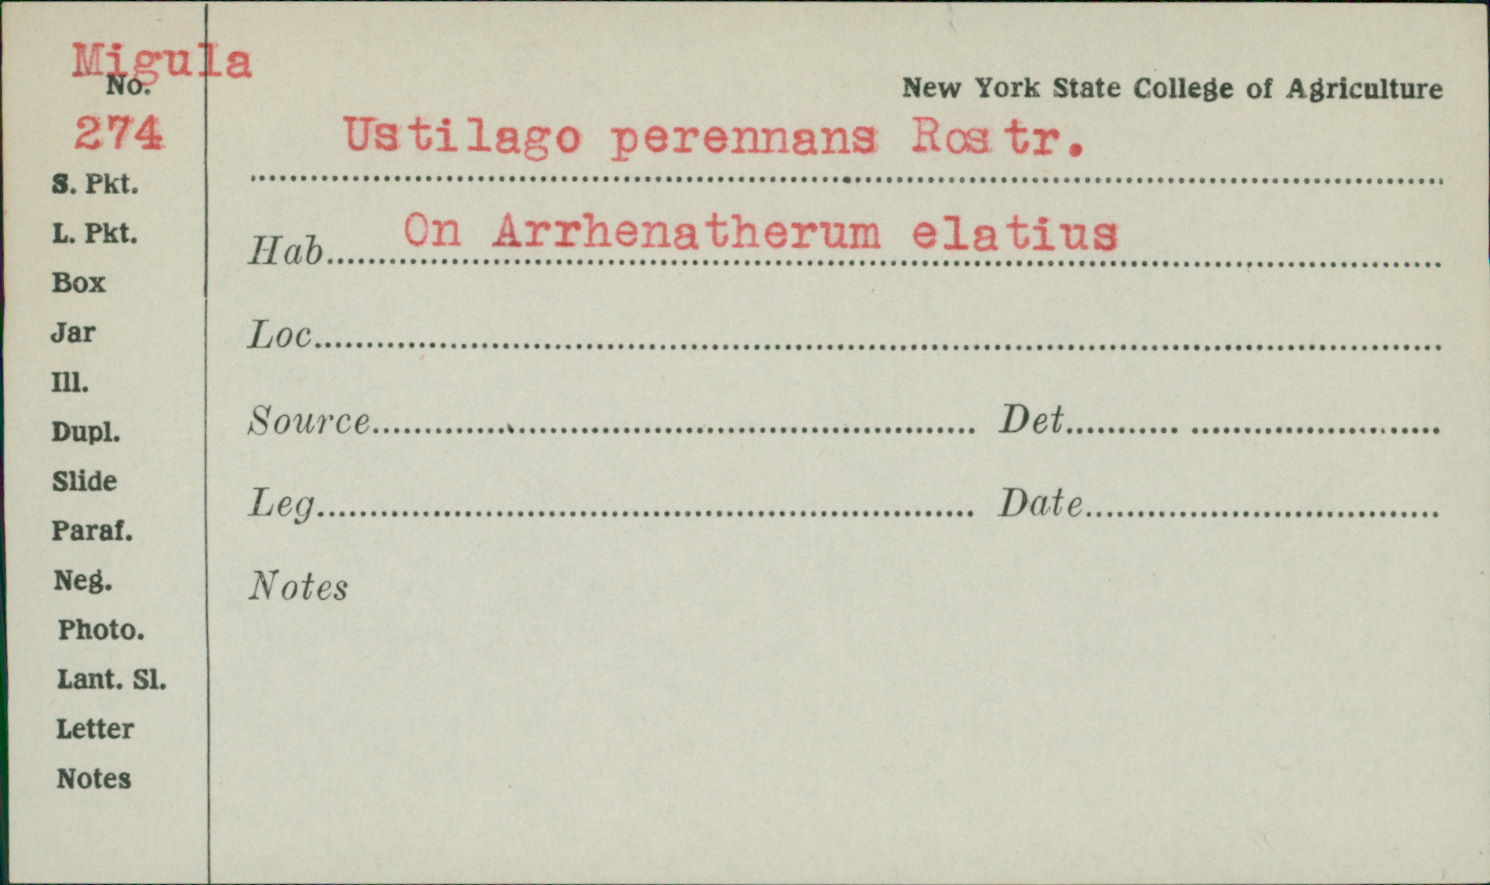 Migula
No.
274
S. Pkt.
L. Pkt.
Box
Jar
Ill.
Dupl.
Slide
Paraf.
Neg.
Photo.
Lant. Sl.
Letter
Notes
New York State College of Agriculture
Ustilago perennans Rostr.
Hab. On Arrhenatherum elatius
Loc.
Source Det.
Leg. Date
Notes